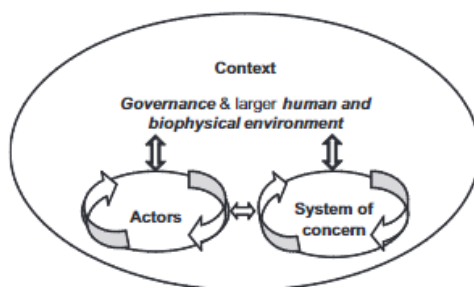 Context
Governance & larger human and
biophysical environment
Actors
System of
concern